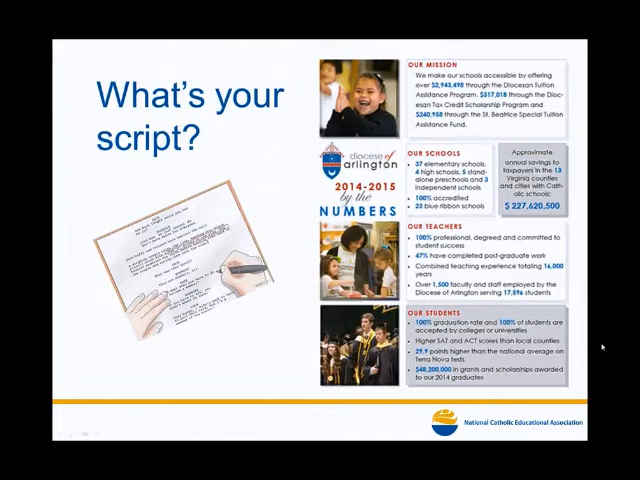 What's your
script?
OUR MISSION
We make our schools accessible by offering
over $2,943,498 through the Diocesan Tuition
Assistance Program, $317,018 through the Dioc-
esan Tax Credit Scholarship Program and
$240,958 through the St. Beatrice Special Tuition
Assistance Fund.
diocese of
arlington
2014-2015
by the
NUMBERS
OUR SCHOOLS
• 37 elementary schools,
4 high schools, 5 stand-
alone preschools and 3
independent schools
• 100% accredited
• 23 blue ribbon schools
Approximate
annual savings to
taxpayers in the 13
Virginia counties
and cities with Cath-
olic schools:
$ 227,620,500
OUR TEACHERS
• 100% professional, degreed and committed to
student success
• 47% have completed post-graduate work
• Combined teaching experience totaling 16,000
years
• Over 1,500 faculty and staff employed by the
Diocese of Arlington serving 17,596 students
OUR STUDENTS
• 100% graduation rate and 100% of students are
accepted by colleges or universities
• Higher SAT and ACT scores than local counties
• 29.9 points higher than the national average on
Terra Nova tests
• $48,200,000 in grants and scholarships awarded
to our 2014 graduates
National Catholic Educational Association